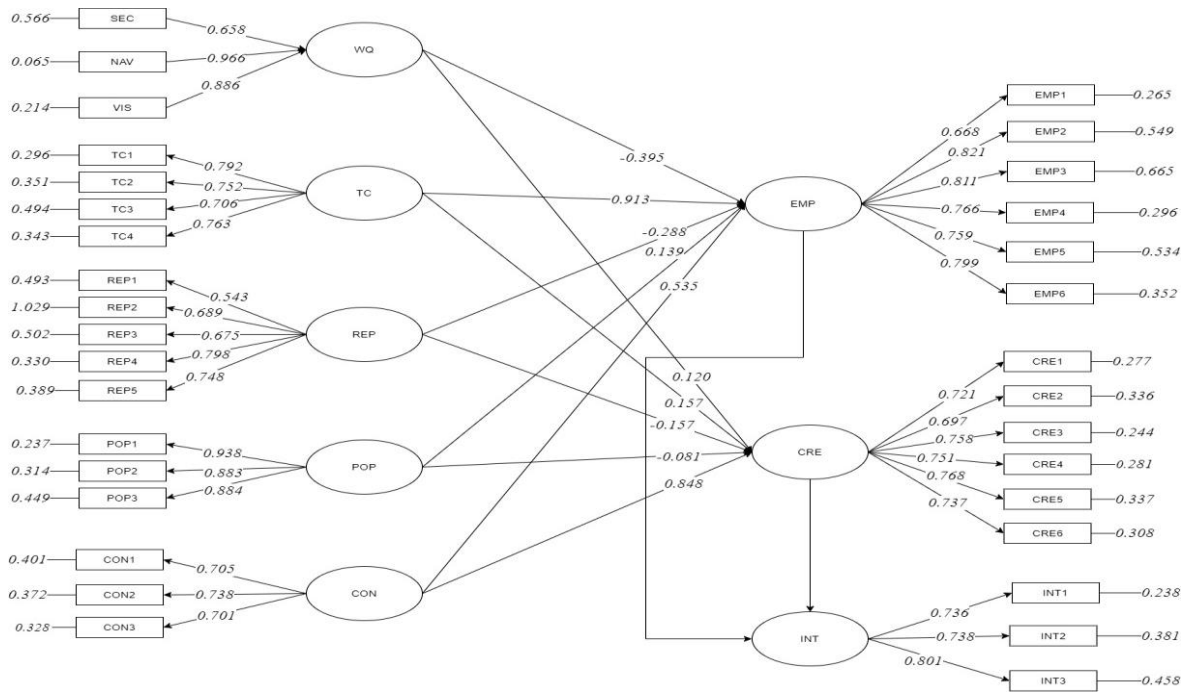 0.566 SEC 0.658
0.065 NAV 0.966
0.214 VIS 0.886
WQ
0.296 TC1 0.792
0.351 TC2 0.752
0.494 TC3 0.706
0.343 TC4 0.763
TC
0.493 REP1 0.543
1.029 REP2 0.689
0.502 REP3 0.675
0.330 REP4 0.798
0.389 REP5 0.748
REP
0.237 POP1 0.938
0.314 POP2 0.883
0.449 POP3 0.884
POP
0.401 CON1 0.705
0.372 CON2 0.738
0.328 CON3 0.701
CON
-0.395
0.913
-0.288
0.139
0.535
0.120
0.157
-0.157
-0.081
0.848
EMP
0.668 EMP1 0.265
0.821 EMP2 0.549
0.811 EMP3 0.665
0.766 EMP4 0.296
0.759 EMP5 0.534
0.799 EMP6 0.352
CRE
0.721 CRE1 0.277
0.697 CRE2 0.336
0.758 CRE3 0.244
0.751 CRE4 0.281
0.768 CRE5 0.337
0.737 CRE6 0.308
INT
0.736 INT1 0.238
0.738 INT2 0.381
0.801 INT3 0.458